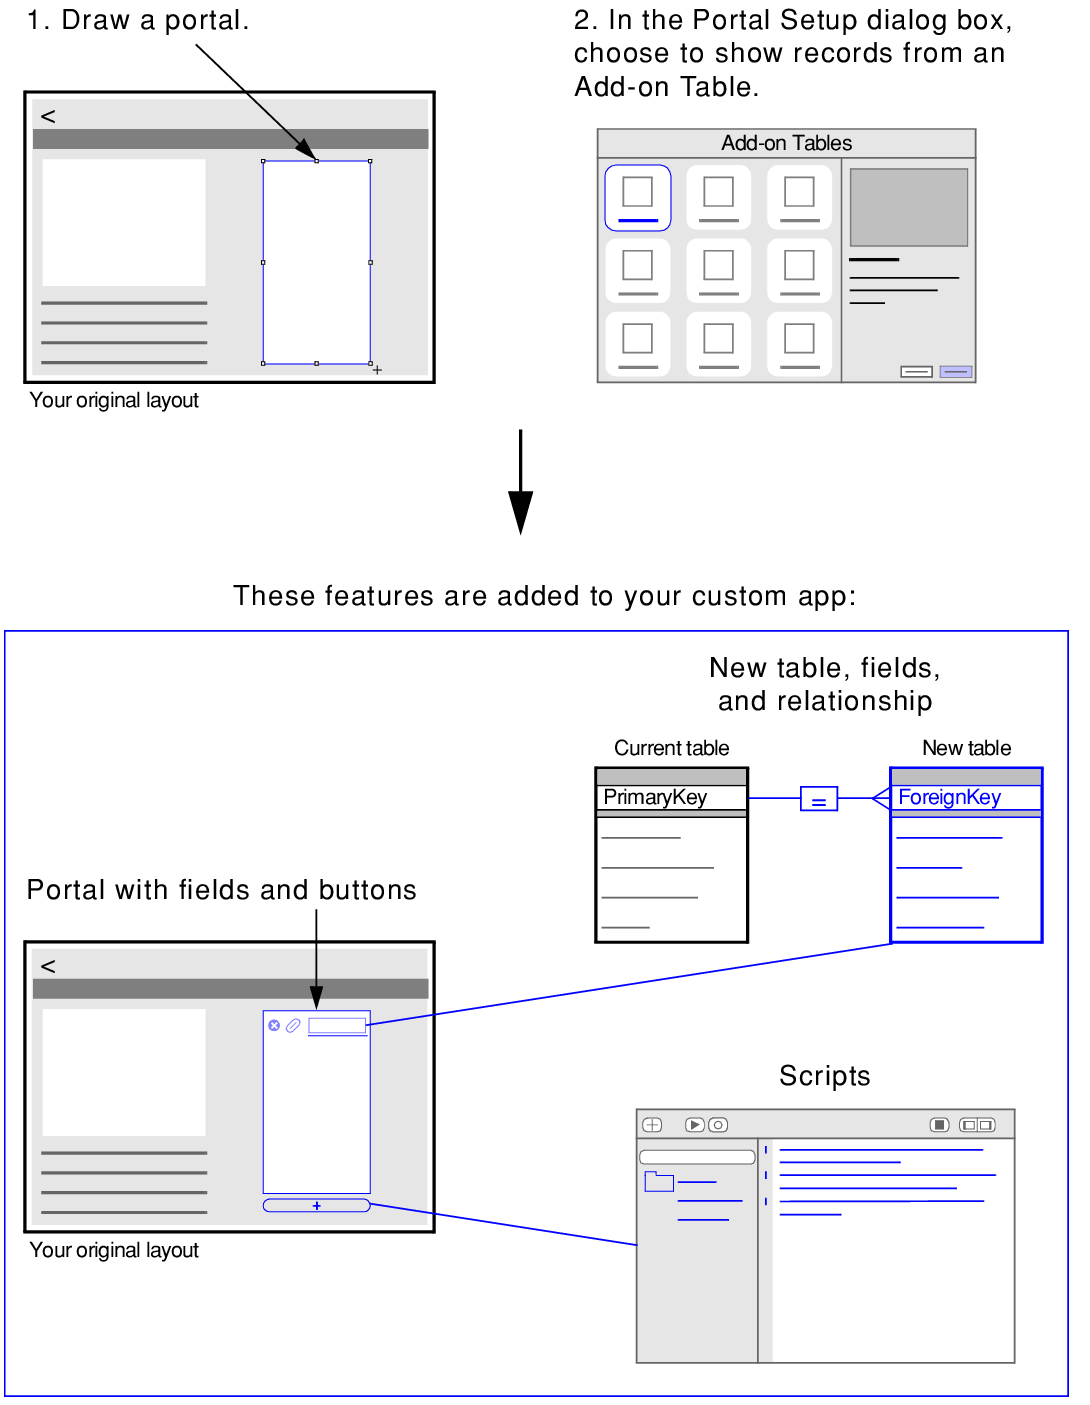 1. Draw a portal.
2. In the Portal Setup dialog box,
choose to show records from an
Add-on Table.
<
Add-on Tables
Your original layout
These features are added to your custom app:
New table, fields,
and relationship
Current table
New table
PrimaryKey
=
ForeignKey
Portal with fields and buttons
<
+
Your original layout
Scripts